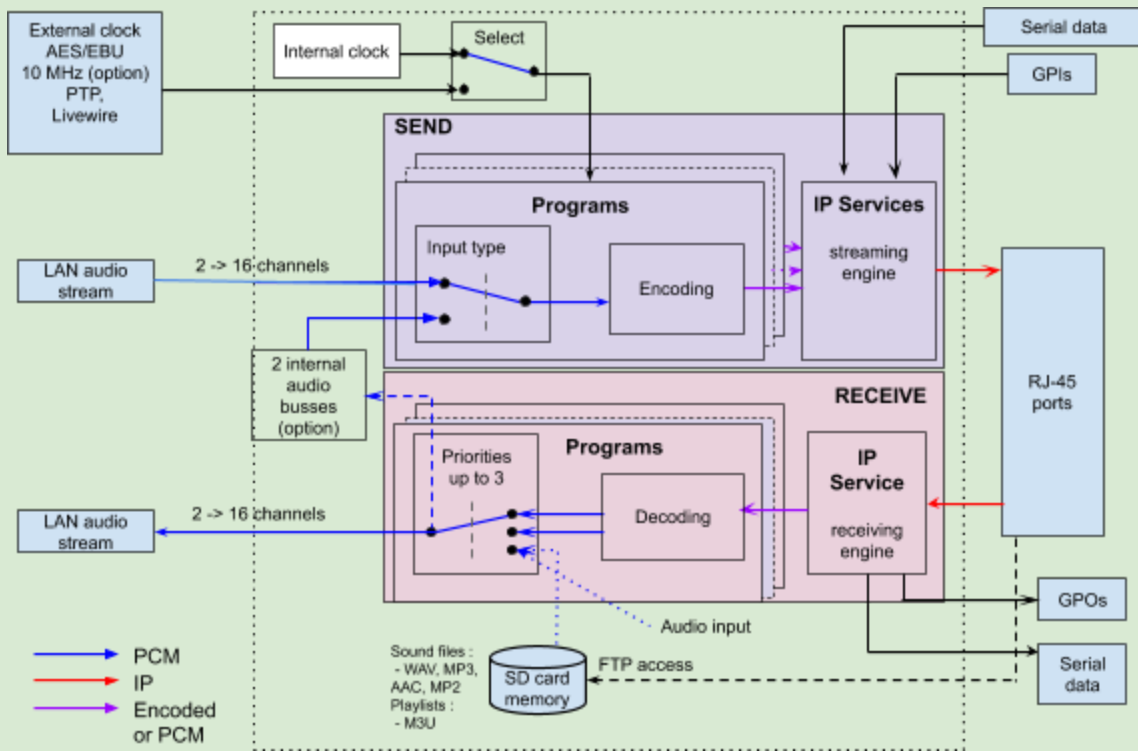 External clock
AES/EBU
10 MHz (option)
PTP,
Livewire
Internal clock
Select
Serial data
GPIs
SEND
Programs
Input type
Encoding
IP Services
streaming
engine
LAN audio
stream
2 -> 16 channels
2 internal
audio
busses
(option)
RJ-45
ports
RECEIVE
Programs
Priorities
up to 3
Decoding
IP
Service
receiving
engine
LAN audio
stream
2 -> 16 channels
GPOs
Serial
data
Audio input
FTP access
Sound files :
- WAV, MP3,
AAC, MP2
Playlists :
- M3U
SD card
memory
PCM
IP
Encoded
or PCM